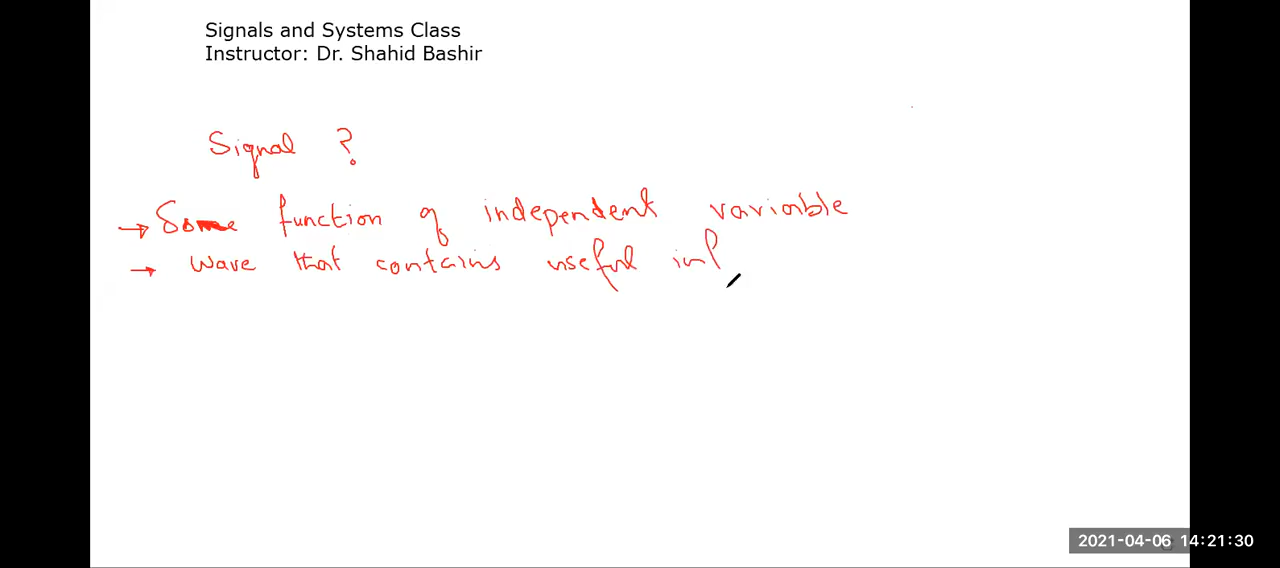 Signals and Systems Class
Instructor: Dr. Shahid Bashir
Signal ?
→ Some function of independent variable
→ wave that contains useful inf
2021-04-06 14:21:30